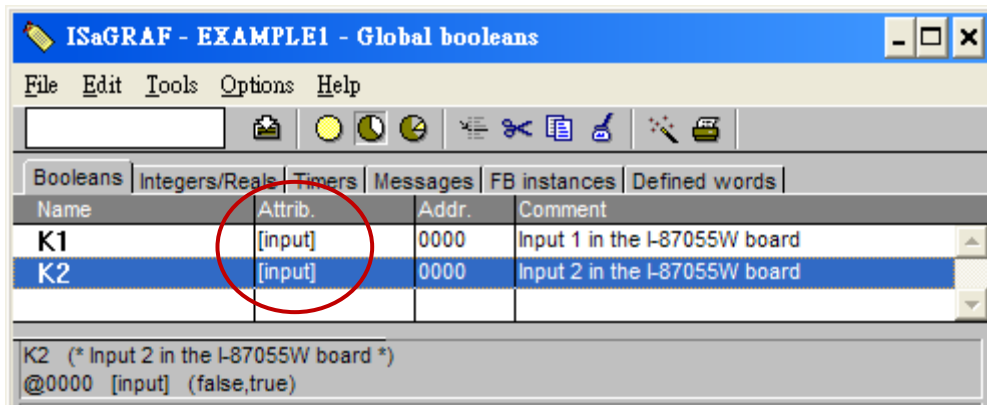 ISaGRAF - EXAMPLE1 - Global booleans
File Edit Tools Options Help
Booleans Integers/Reals Timers Messages FB instances Defined words
Name Attrib. Addr. Comment
K1 [input] 0000 Input 1 in the I-87055W board
K2 [input] 0000 Input 2 in the I-87055W board
K2 (* Input 2 in the I-87055W board *)
@0000 [input] (false,true)